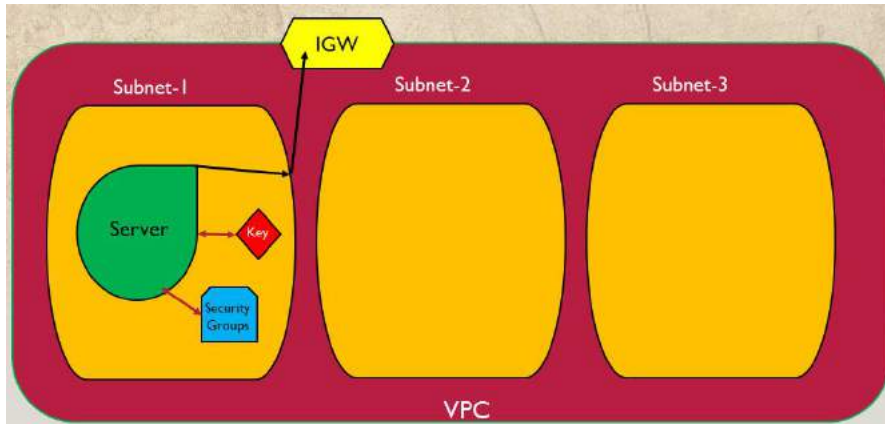 IGW
Subnet-1
Subnet-2
Subnet-3
Server
Key
Security
Groups
VPC